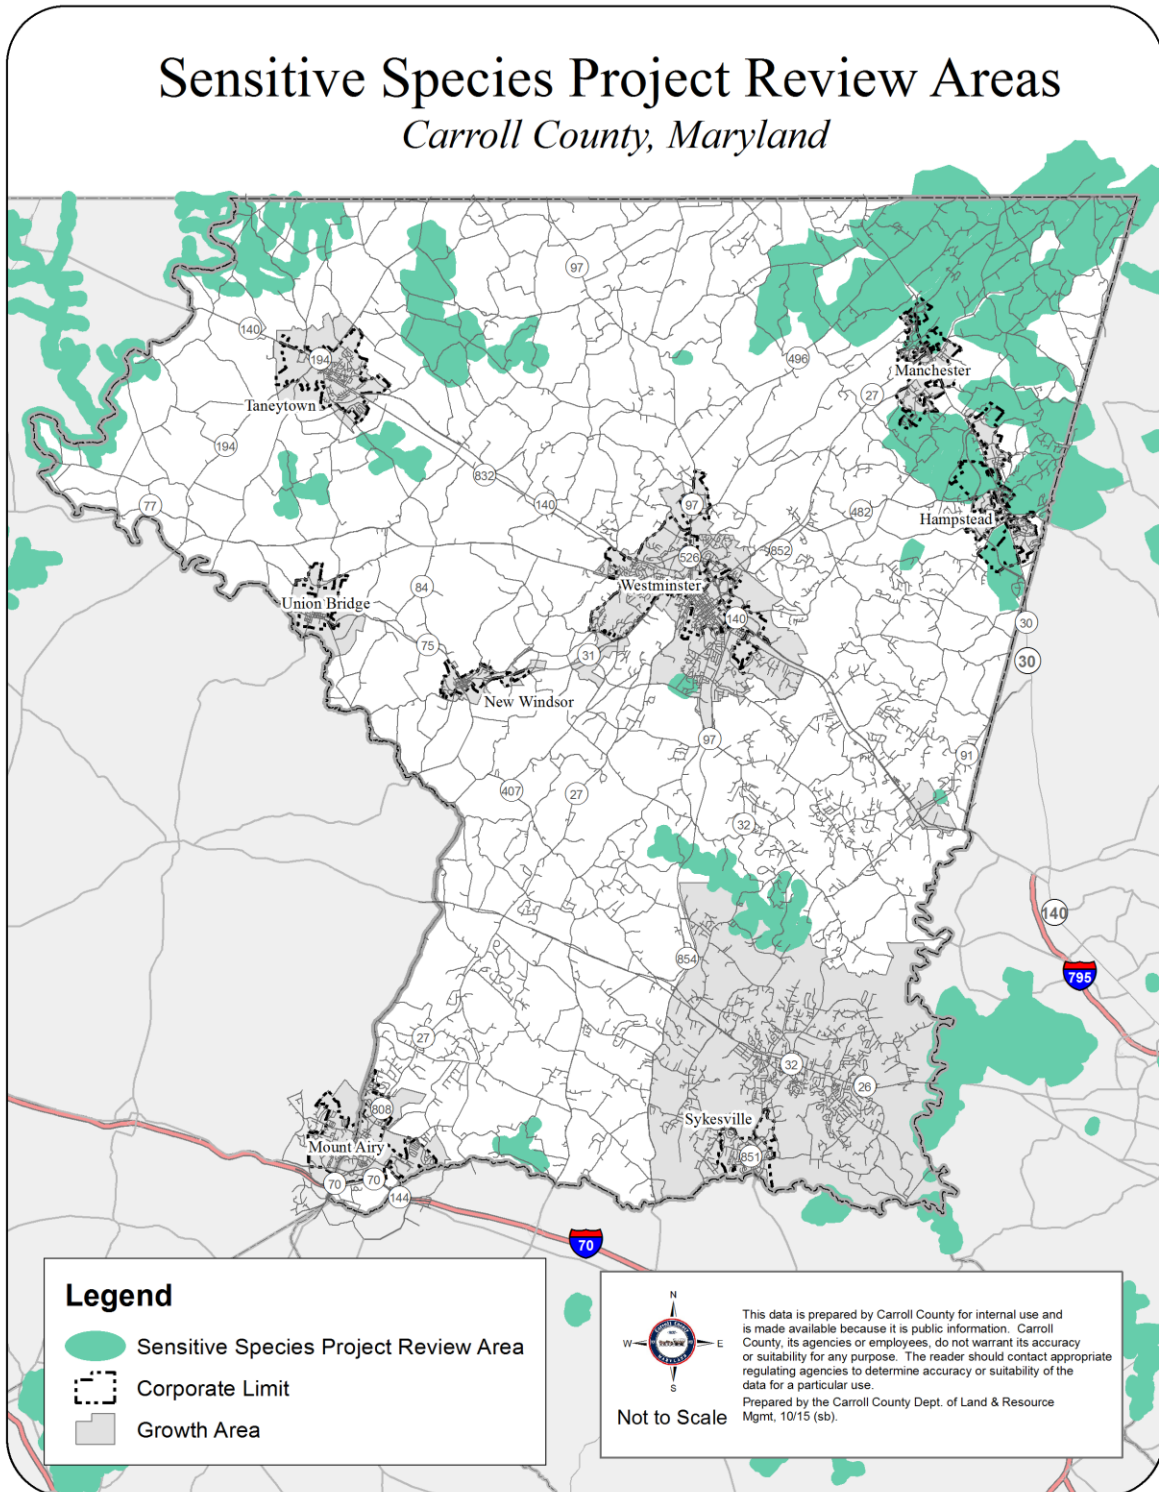 Sensitive Species Project Review Areas
Carroll County, Maryland
97
140
194
Taneytown
496
Manchester
27
194
832
77
140
97
482
Hampstead
526
852
Westminster
84
Union Bridge
140
30
75
31
30
New Windsor
97
91
407
27
32
140
854
795
27
32
26
808
Sykesville
Mount Airy
851
70
70
144
70
Legend
Sensitive Species Project Review Area
Corporate Limit
Growth Area
N
W
E
S
Not to Scale
This data is prepared by Carroll County for internal use and
is made available because it is public information. Carroll
County, its agencies or employees, do not warrant its accuracy
or suitability for any purpose. The reader should contact appropriate
regulating agencies to determine accuracy or suitability of the
data for a particular use.
Prepared by the Carroll County Dept. of Land & Resource
Mgmt, 10/15 (sb).